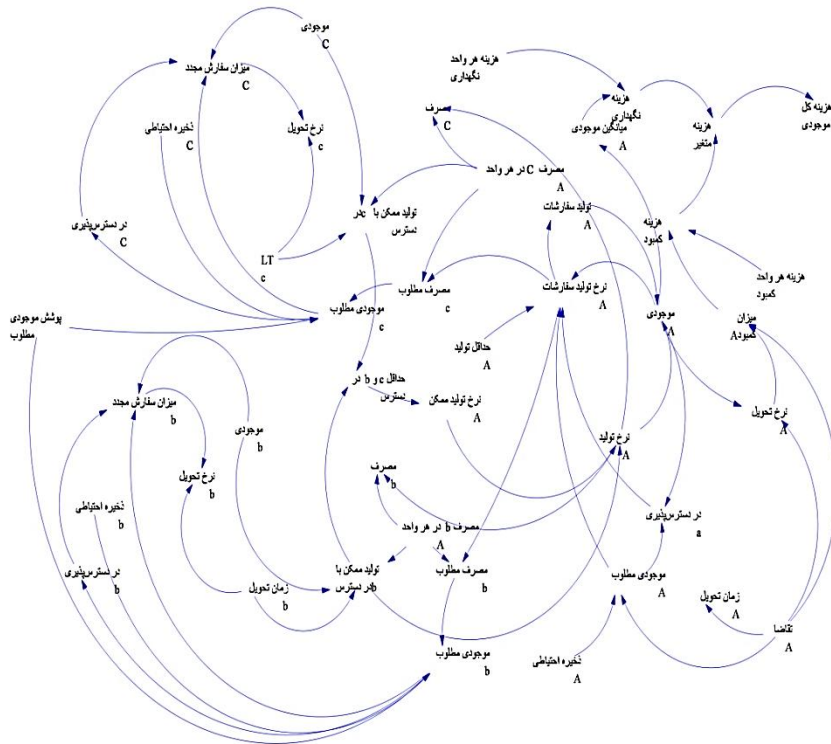 موجودی
C
میزان سفارش مجدد
C
هزینه هر واحد
نگهداری
هزینه
نگهداری
هزینه کل
موجودی
مصرف
C
ذخیره احتیاطی
C
نرخ تحویل
c
میانگین موجودی
A
هزینه
متغیر
مصرف C در هر واحد
A
در دسترس‌پذیری
C
تولید ممکن با
cدر
دسترس
تولید سفارشات
A
هزینه
کمبود
LT
c
هزینه هر واحد
کمبود
مصرف مطلوب
c
نرخ تولید سفارشات
A
موجودی مطلوب
c
موجودی
A
پوشش موجودی
مطلوب
میزان
کمبودA
حداقل تولید
A
حداقل c و b در
دسترس
نرخ تولید ممکن
A
میزان سفارش مجدد
b
نرخ تحویل
A
موجودی
b
نرخ تولید
A
مصرف
b
نرخ تحویل
b
ذخیره احتیاطی
b
در دسترس‌پذیری
a
مصرف b در هر واحد
A
در دسترس‌پذیری
b
تولید ممکن با
bدر دسترس
مصرف مطلوب
b
موجودی مطلوب
A
زمان تحویل
b
زمان تحویل
A
تقاضا
A
موجودی مطلوب
b
ذخیره احتیاطی
A